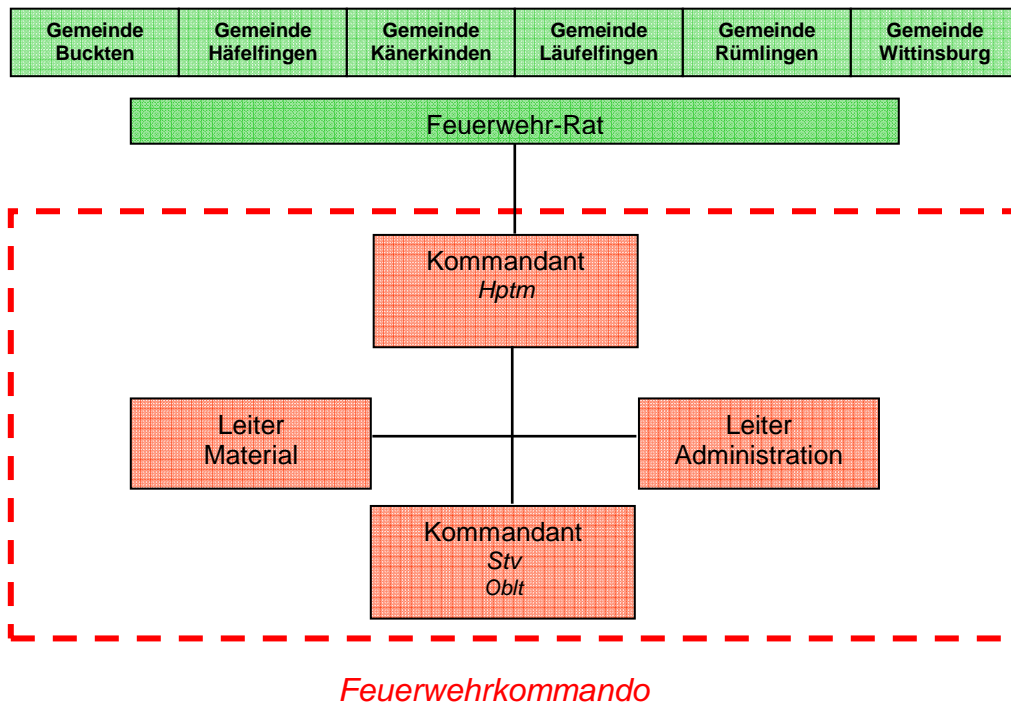 Gemeinde
Buckten
Gemeinde
Häfelfingen
Gemeinde
Känerkinden
Gemeinde
Läufelfingen
Gemeinde
Rümlingen
Gemeinde
Wittinsburg
Feuerwehr-Rat
Kommandant
Hptm
Leiter
Material
Leiter
Administration
Kommandant
Stv
Oblt
Feuerwehrkommando